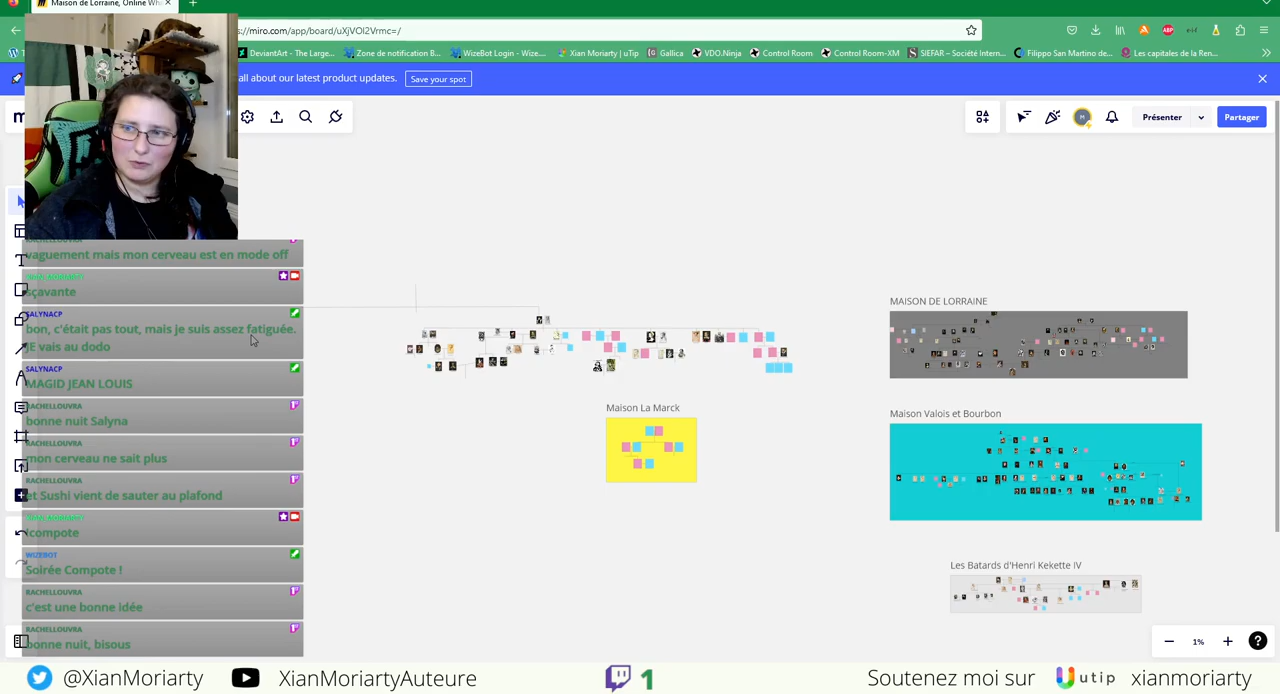 Maison de Lorraine, Online Whi
s://miro.com/app/board/uXjVOl2Vrmc=/
DeviantArt - The Large...
Zone de notification B...
WizeBot Login - Wize....
Xian Moriarty | uTip
Gallica
VDO.Ninja
Control Room
Control Room-XM
SIEFAR – Société Intern...
Filippo San Martino de...
Les capitales de la Ren...
all about our latest product updates.
Save your spot
Présenter
Partager
vaguement mais mon cerveau est en mode off
sçavante
SALYNACP
bon, c'était pas tout, mais je suis assez fatiguée.
JE vais au dodo
SALYNACP
MAGID JEAN LOUIS
RACHELLOUVRA
bonne nuit Salyna
RACHELLOUVRA
mon cerveau ne sait plus
RACHELLOUVRA
et Sushi vient de sauter au plafond
!compote
WIZEBOT
Soirée Compote !
RACHELLOUVRA
c'est une bonne idée
RACHELLOUVRA
bonne nuit, bisous
MAISON DE LORRAINE
Maison La Marck
Maison Valois et Bourbon
Les Batards d'Henri Kekette IV
1%
@XianMoriarty
XianMoriartyAuteure
1
Soutenez moi sur
utip
xianmoriarty